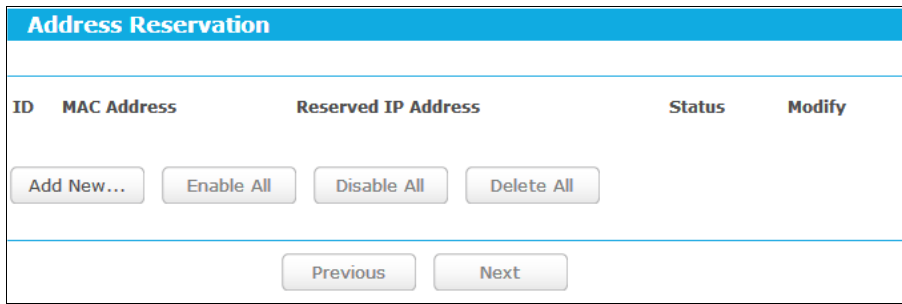 Address Reservation
ID MAC Address Reserved IP Address Status Modify
Add New... Enable All Disable All Delete All
Previous Next